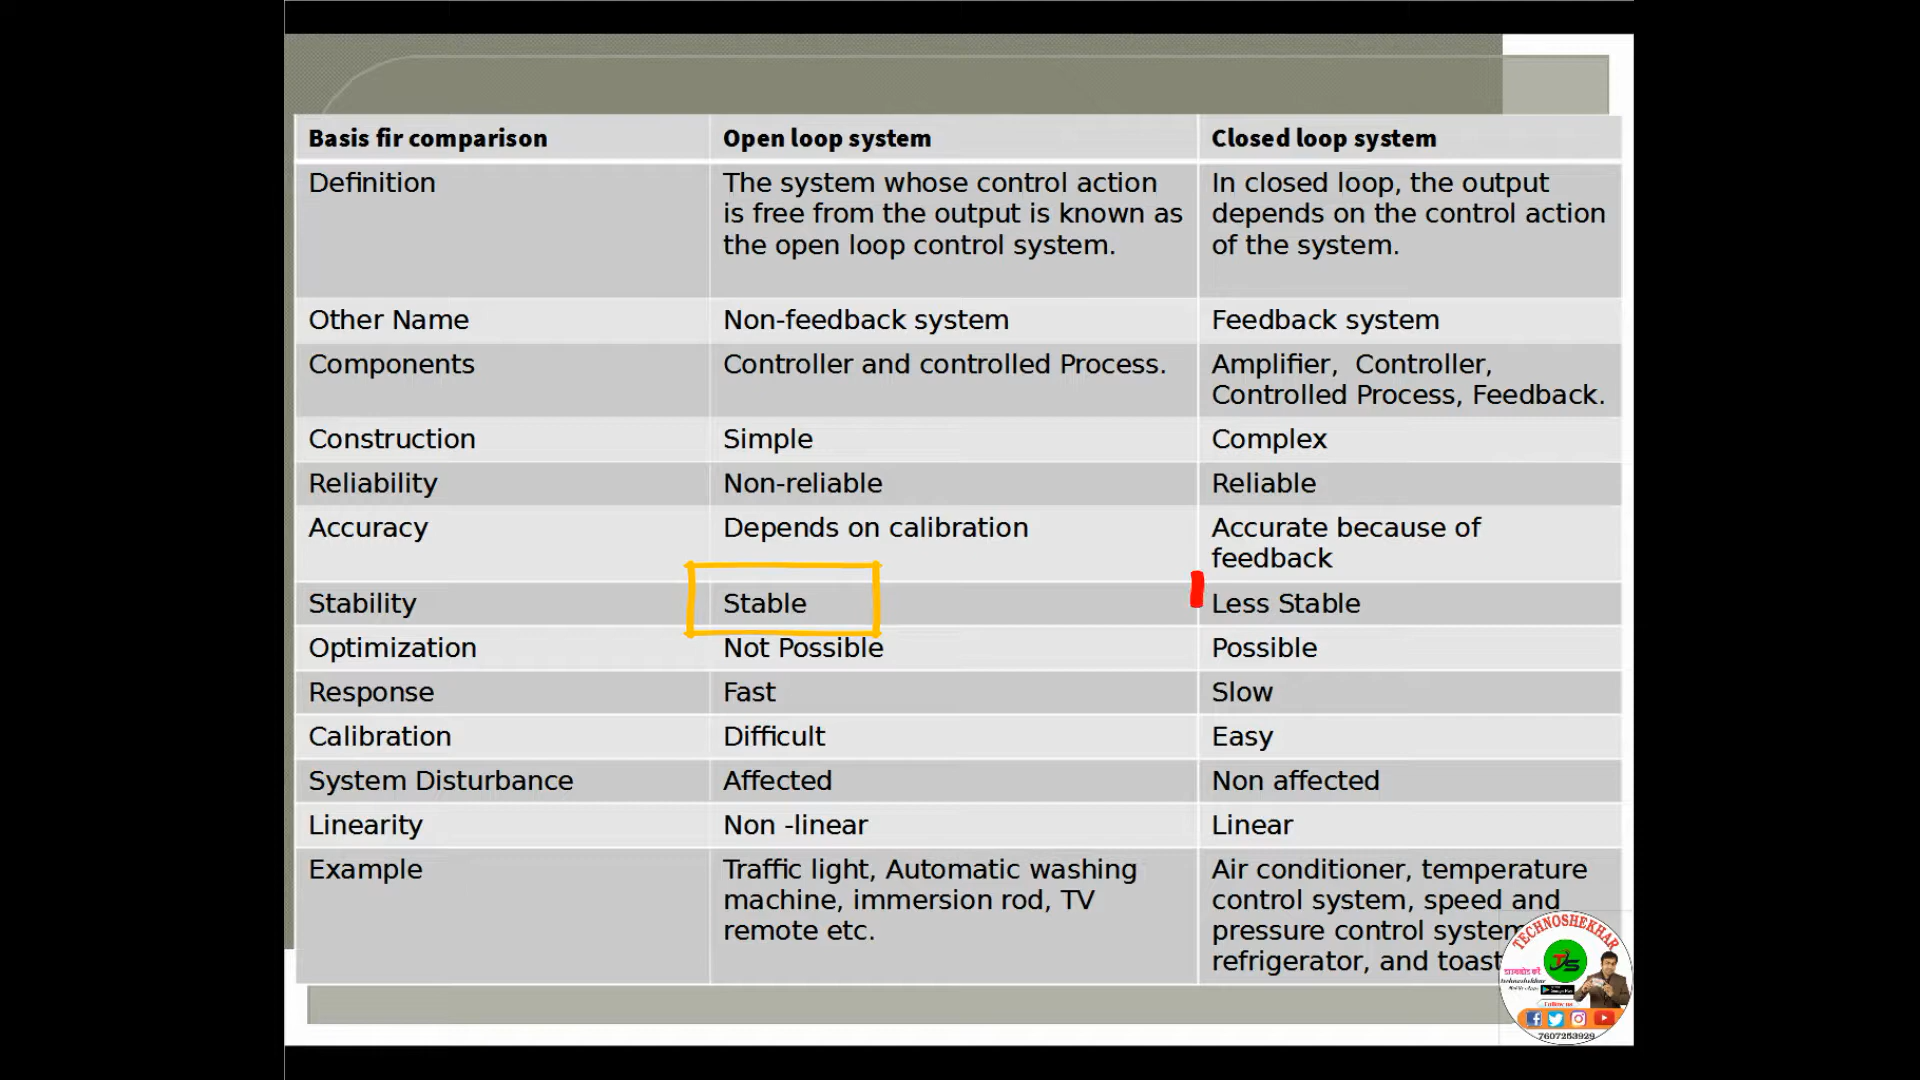 Basis fir comparison Open loop system Closed loop system
Definition The system whose control action In closed loop, the output
is free from the output is known as depends on the control action
the open loop control system. of the system.
Other Name Non-feedback system Feedback system
Components Controller and controlled Process. Amplifier, Controller,
Controlled Process, Feedback.
Construction Simple Complex
Reliability Non-reliable Reliable
Accuracy Depends on calibration Accurate because of
feedback
Stability Stable Less Stable
Optimization Not Possible Possible
Response Fast Slow
Calibration Difficult Easy
System Disturbance Affected Non affected
Linearity Non -linear Linear
Example Traffic light, Automatic washing Air conditioner, temperature
machine, immersion rod, TV control system, speed and
remote etc. pressure control system
refrigerator, and toast
TECHNOSHEKHAR
TS
technoshekhar
Follow us
7607253929